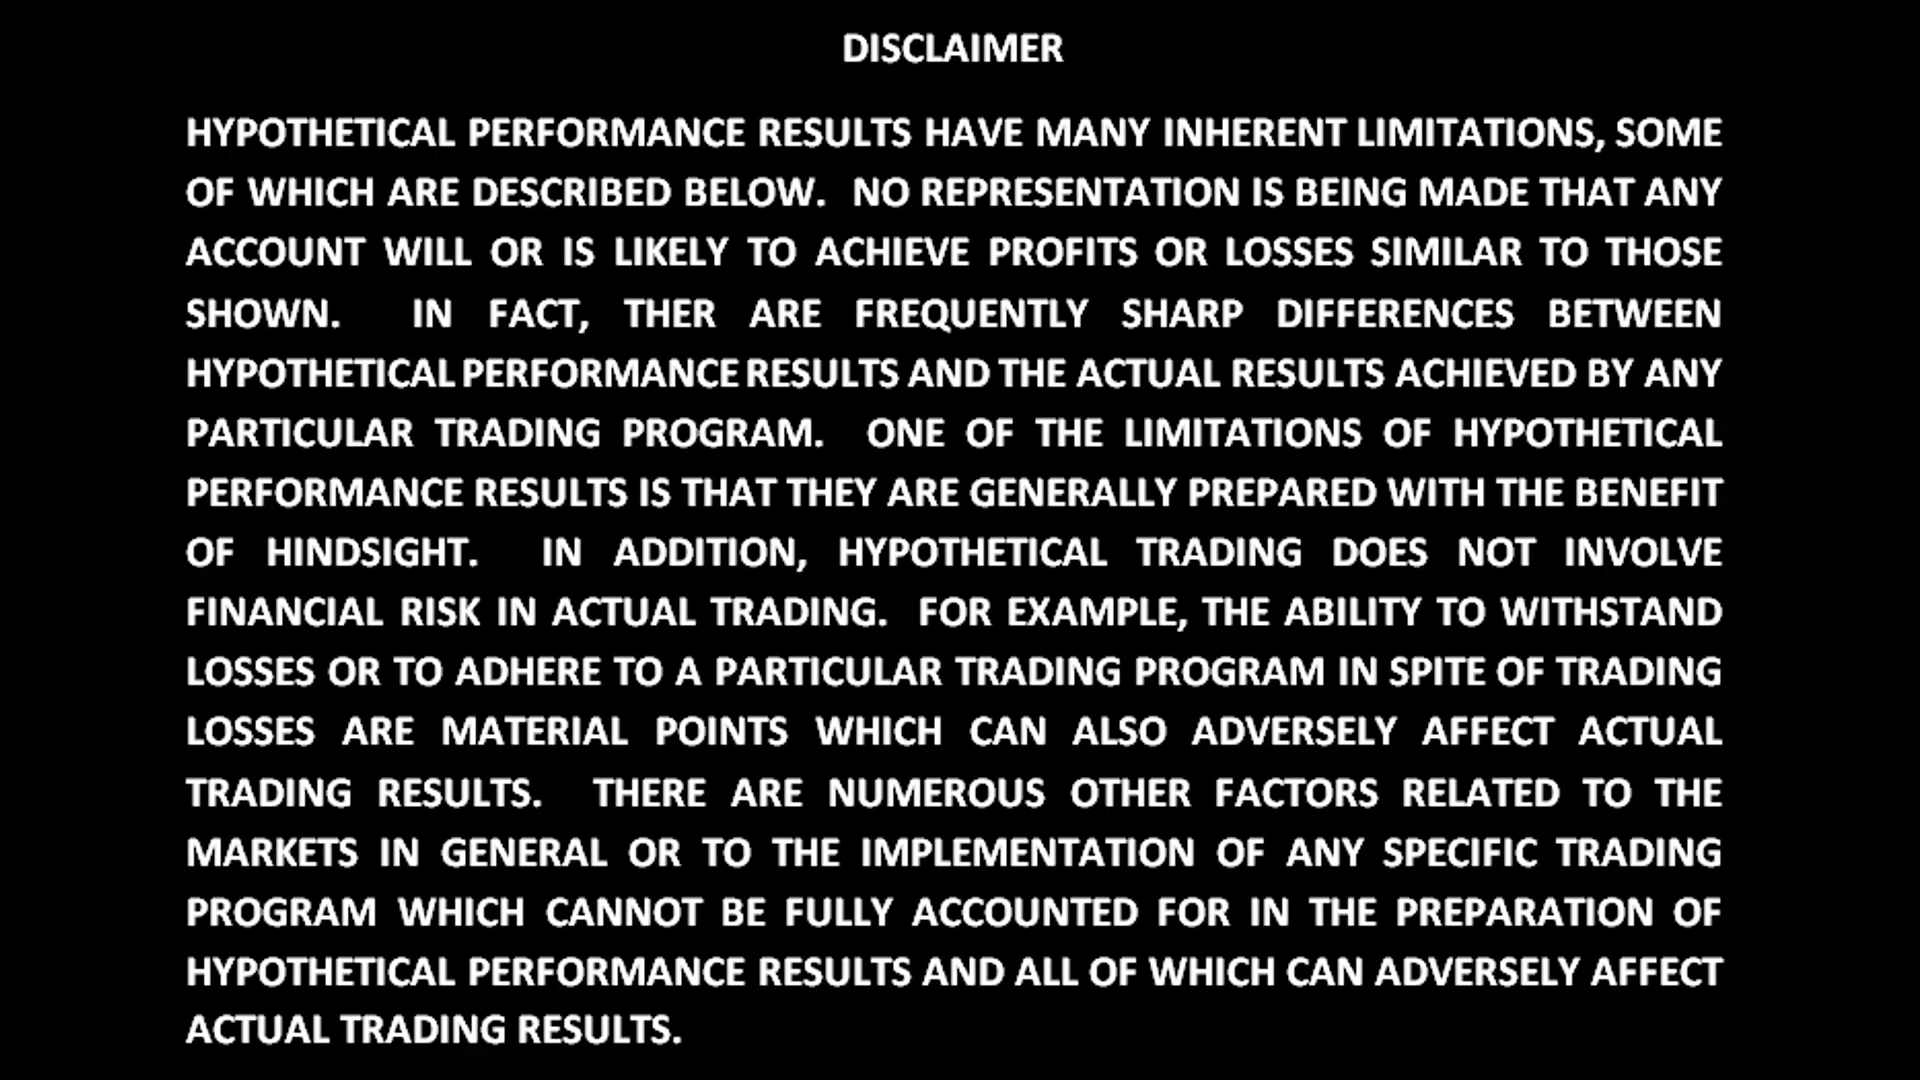 DISCLAIMER
HYPOTHETICAL PERFORMANCE RESULTS HAVE MANY INHERENT LIMITATIONS, SOME
OF WHICH ARE DESCRIBED BELOW.  NO REPRESENTATION IS BEING MADE THAT ANY
ACCOUNT WILL OR IS LIKELY TO ACHIEVE PROFITS OR LOSSES SIMILAR TO THOSE
SHOWN.  IN FACT, THER ARE FREQUENTLY SHARP DIFFERENCES BETWEEN
HYPOTHETICAL PERFORMANCE RESULTS AND THE ACTUAL RESULTS ACHIEVED BY ANY
PARTICULAR TRADING PROGRAM.  ONE OF THE LIMITATIONS OF HYPOTHETICAL
PERFORMANCE RESULTS IS THAT THEY ARE GENERALLY PREPARED WITH THE BENEFIT
OF HINDSIGHT.  IN ADDITION, HYPOTHETICAL TRADING DOES NOT INVOLVE
FINANCIAL RISK IN ACTUAL TRADING.  FOR EXAMPLE, THE ABILITY TO WITHSTAND
LOSSES OR TO ADHERE TO A PARTICULAR TRADING PROGRAM IN SPITE OF TRADING
LOSSES ARE MATERIAL POINTS WHICH CAN ALSO ADVERSELY AFFECT ACTUAL
TRADING RESULTS.  THERE ARE NUMEROUS OTHER FACTORS RELATED TO THE
MARKETS IN GENERAL OR TO THE IMPLEMENTATION OF ANY SPECIFIC TRADING
PROGRAM WHICH CANNOT BE FULLY ACCOUNTED FOR IN THE PREPARATION OF
HYPOTHETICAL PERFORMANCE RESULTS AND ALL OF WHICH CAN ADVERSELY AFFECT
ACTUAL TRADING RESULTS.